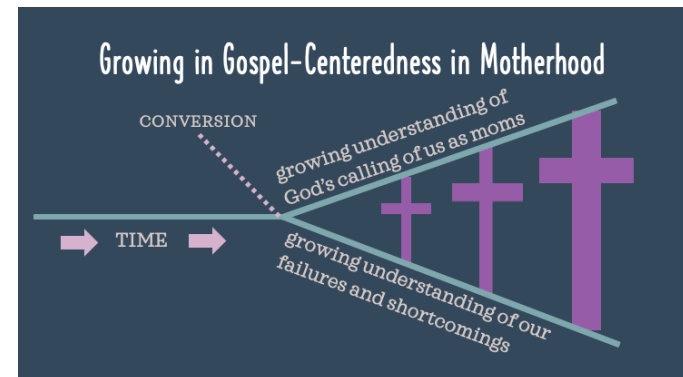 Growing in Gospel-Centeredness in Motherhood
CONVERSION
growing understanding of
God's calling of us as moms
TIME
growing understanding of our
failures and shortcomings